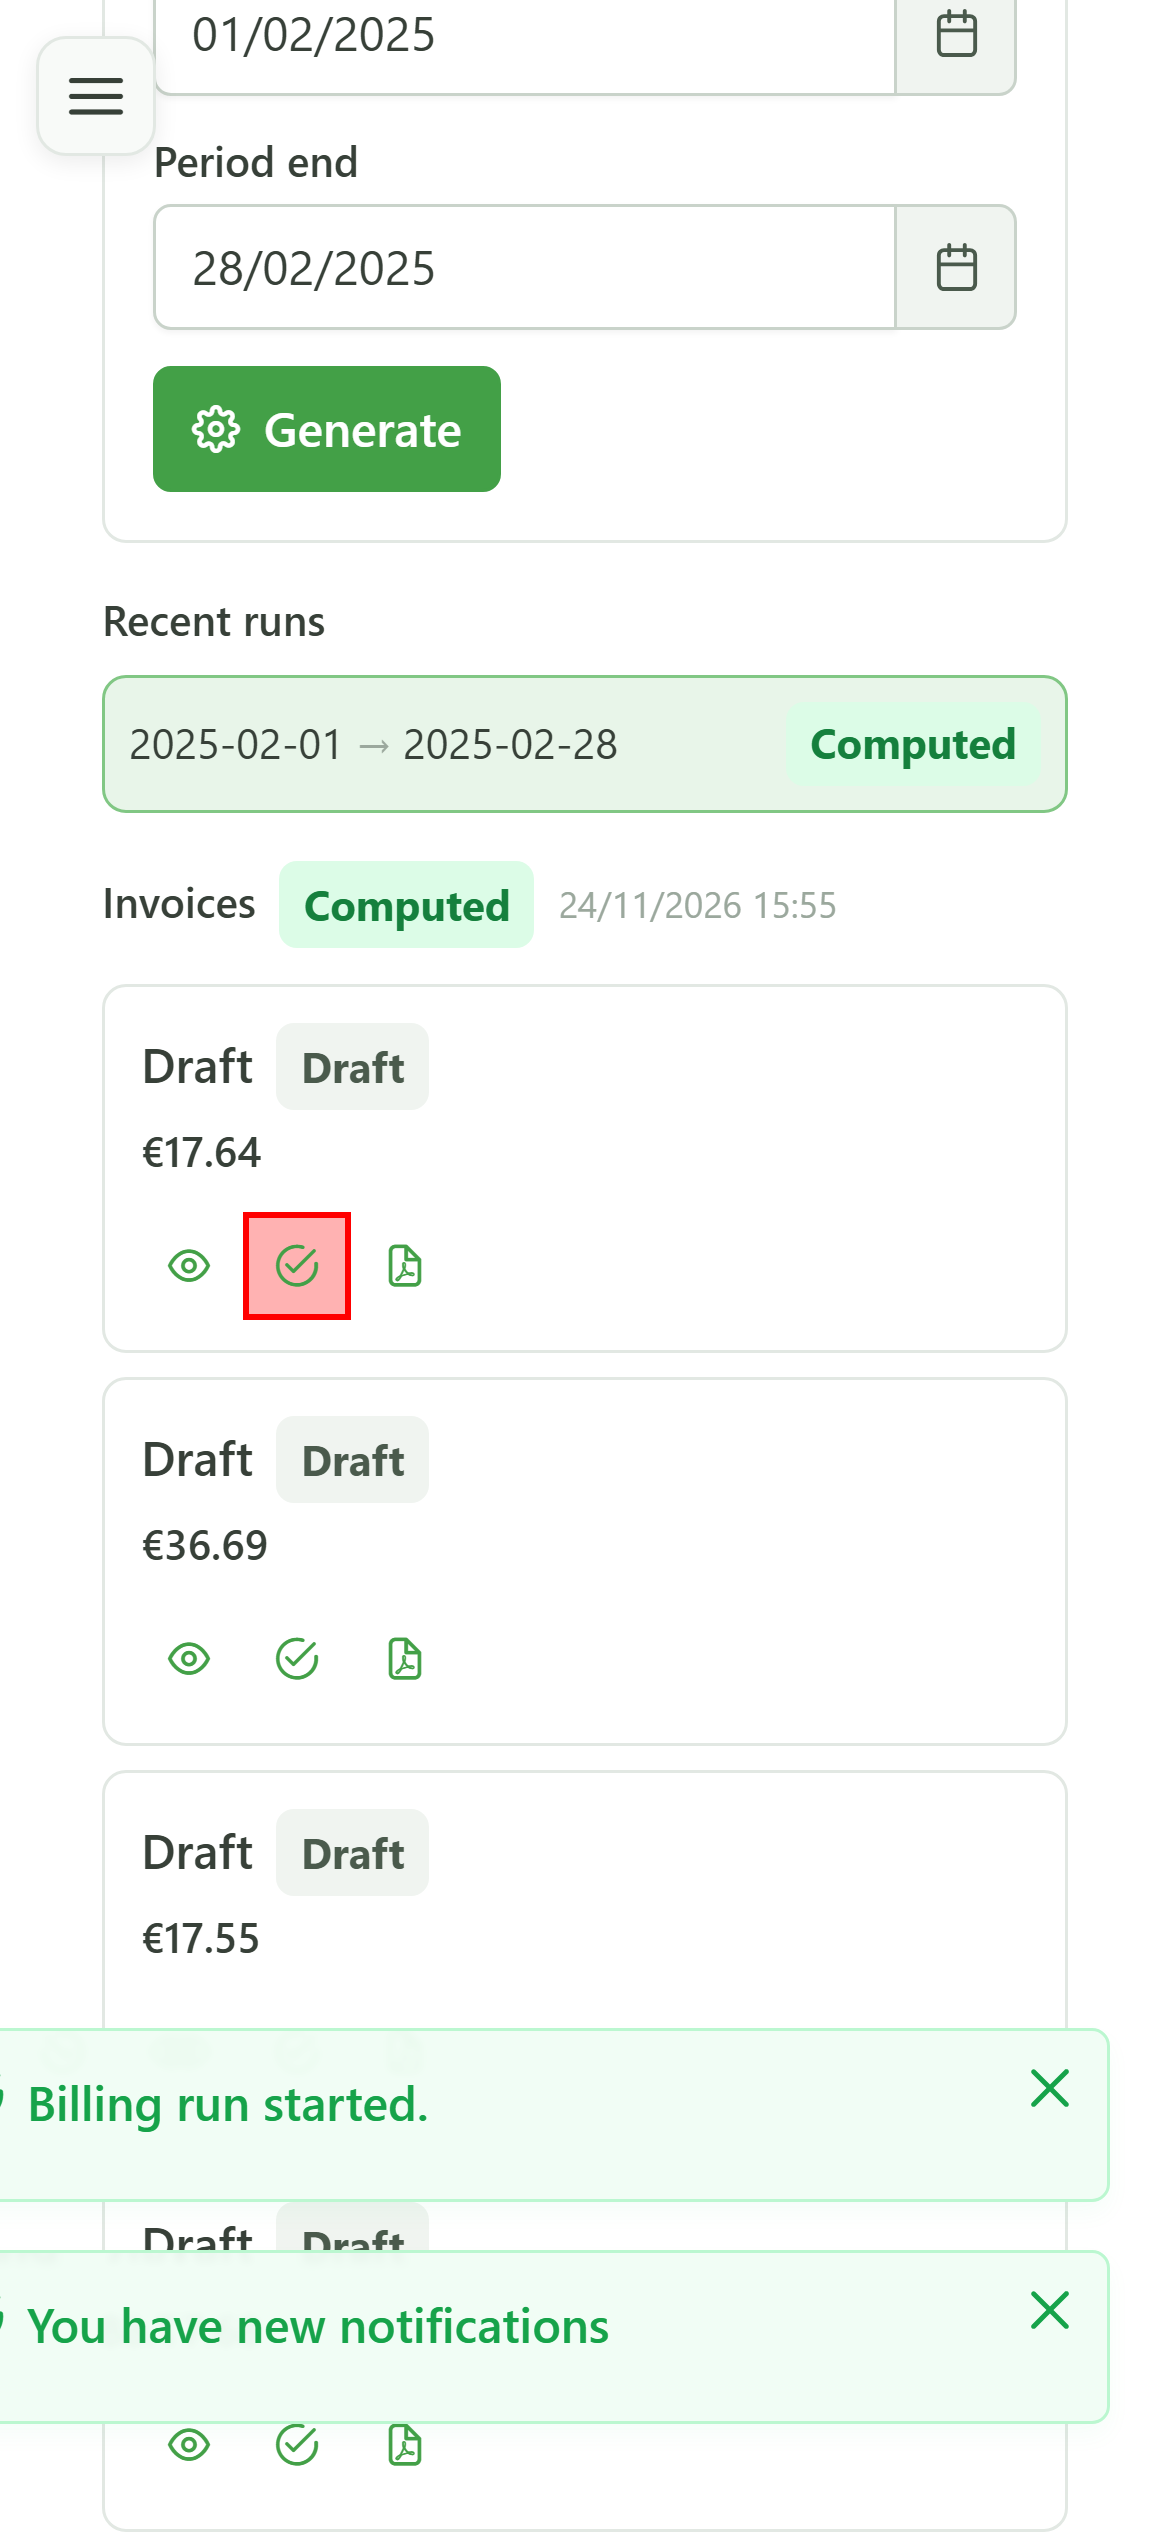 01/02/2025
Period end
28/02/2025
Generate
Recent runs
2025-02-01 → 2025-02-28 Computed
Invoices Computed 24/11/2026 15:55
Draft Draft
€17.64
Draft Draft
€36.69
Draft Draft
€17.55
Billing run started.
Draft Draft
You have new notifications